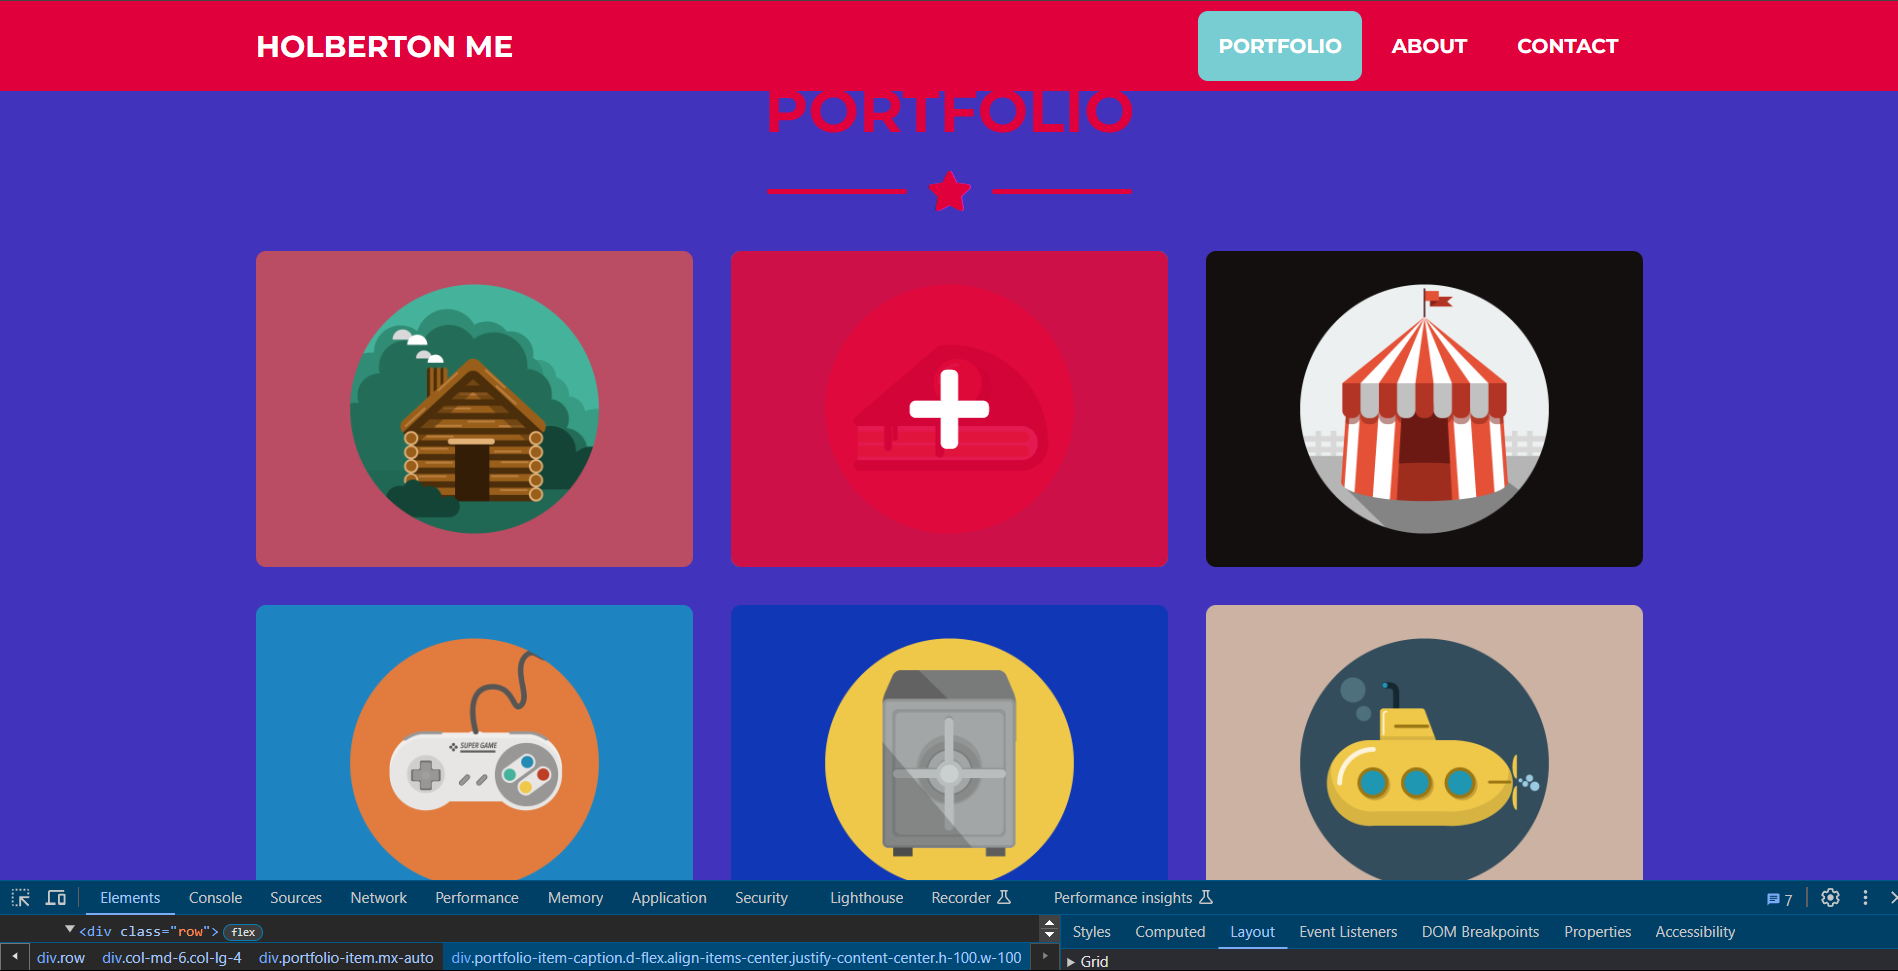 HOLBERTON ME
PORTFOLIO ABOUT CONTACT
PORTFOLIO
SUPER GAME
Elements Console Sources Network Performance Memory Application Security Lighthouse Recorder Performance insights 7
<div class="row"> flex
Styles Computed Layout Event Listeners DOM Breakpoints Properties Accessibility
div.row div.col-md-6.col-lg-4 div.portfolio-item.mx-auto div.portfolio-item-caption.d-flex.align-items-center.justify-content-center.h-100.w-100
Grid